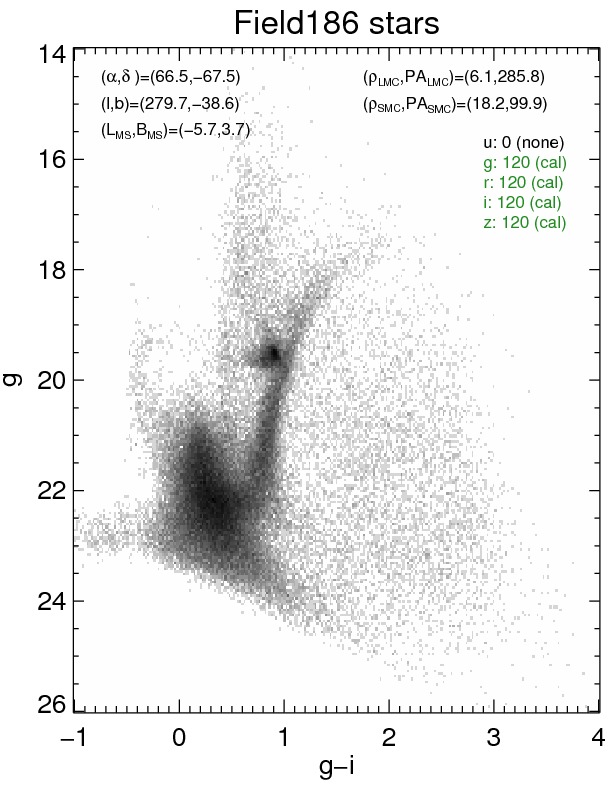 Field186 stars
(α,δ )=(66.5,−67.5)
(ρLMC,PALMC)=(6.1,285.8)
(l,b)=(279.7,−38.6)
(ρSMC,PASMC)=(18.2,99.9)
(LMS,BMS)=(−5.7,3.7)
u: 0 (none)
g: 120 (cal)
r: 120 (cal)
i: 120 (cal)
z: 120 (cal)
14
16
18
20
22
24
26
g
−1 0 1 2 3 4
g−i